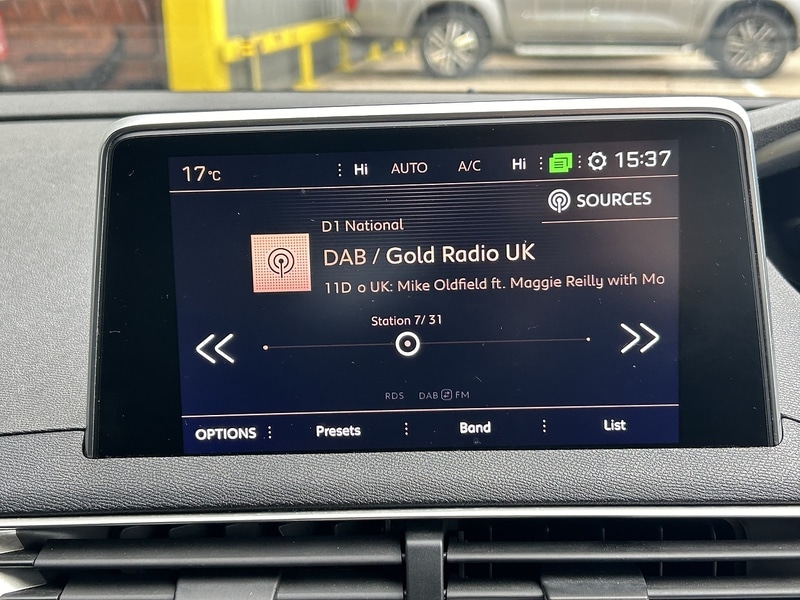 17°C Hi AUTO A/C Hi 15:37
SOURCES
D1 National
DAB / Gold Radio UK
11D o UK: Mike Oldfield ft. Maggie Reilly with Mo
Station 7/31
RDS DAB FM
OPTIONS Presets Band List